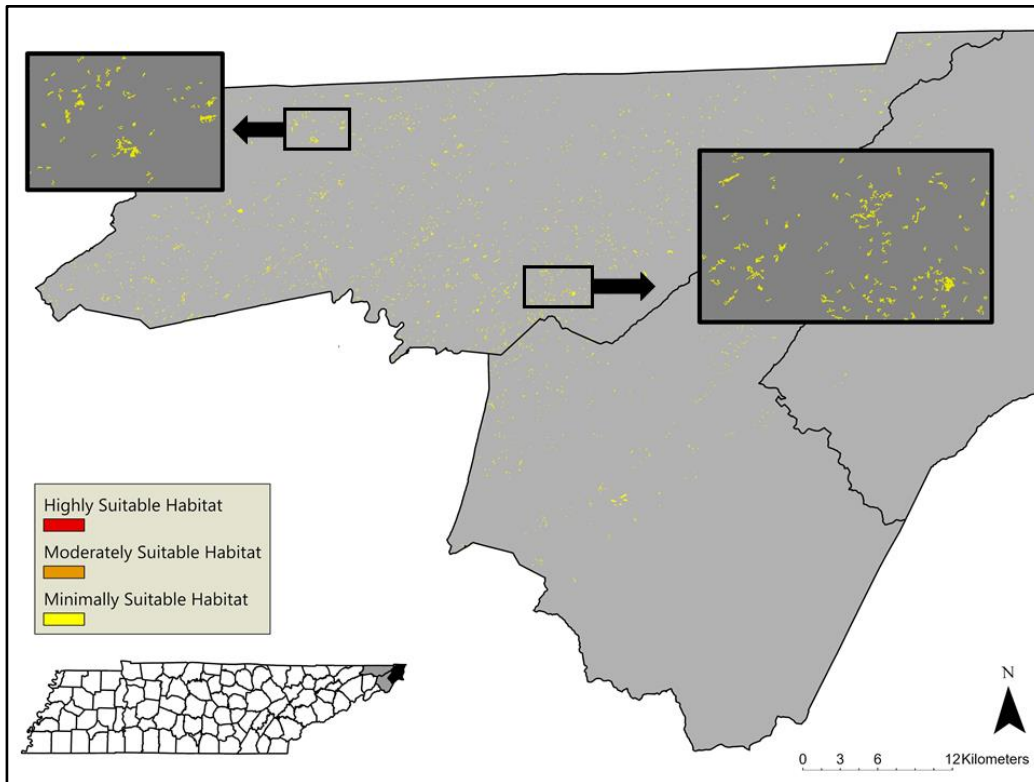 Highly Suitable Habitat
Moderately Suitable Habitat
Minimally Suitable Habitat
N
0 3 6 12Kilometers